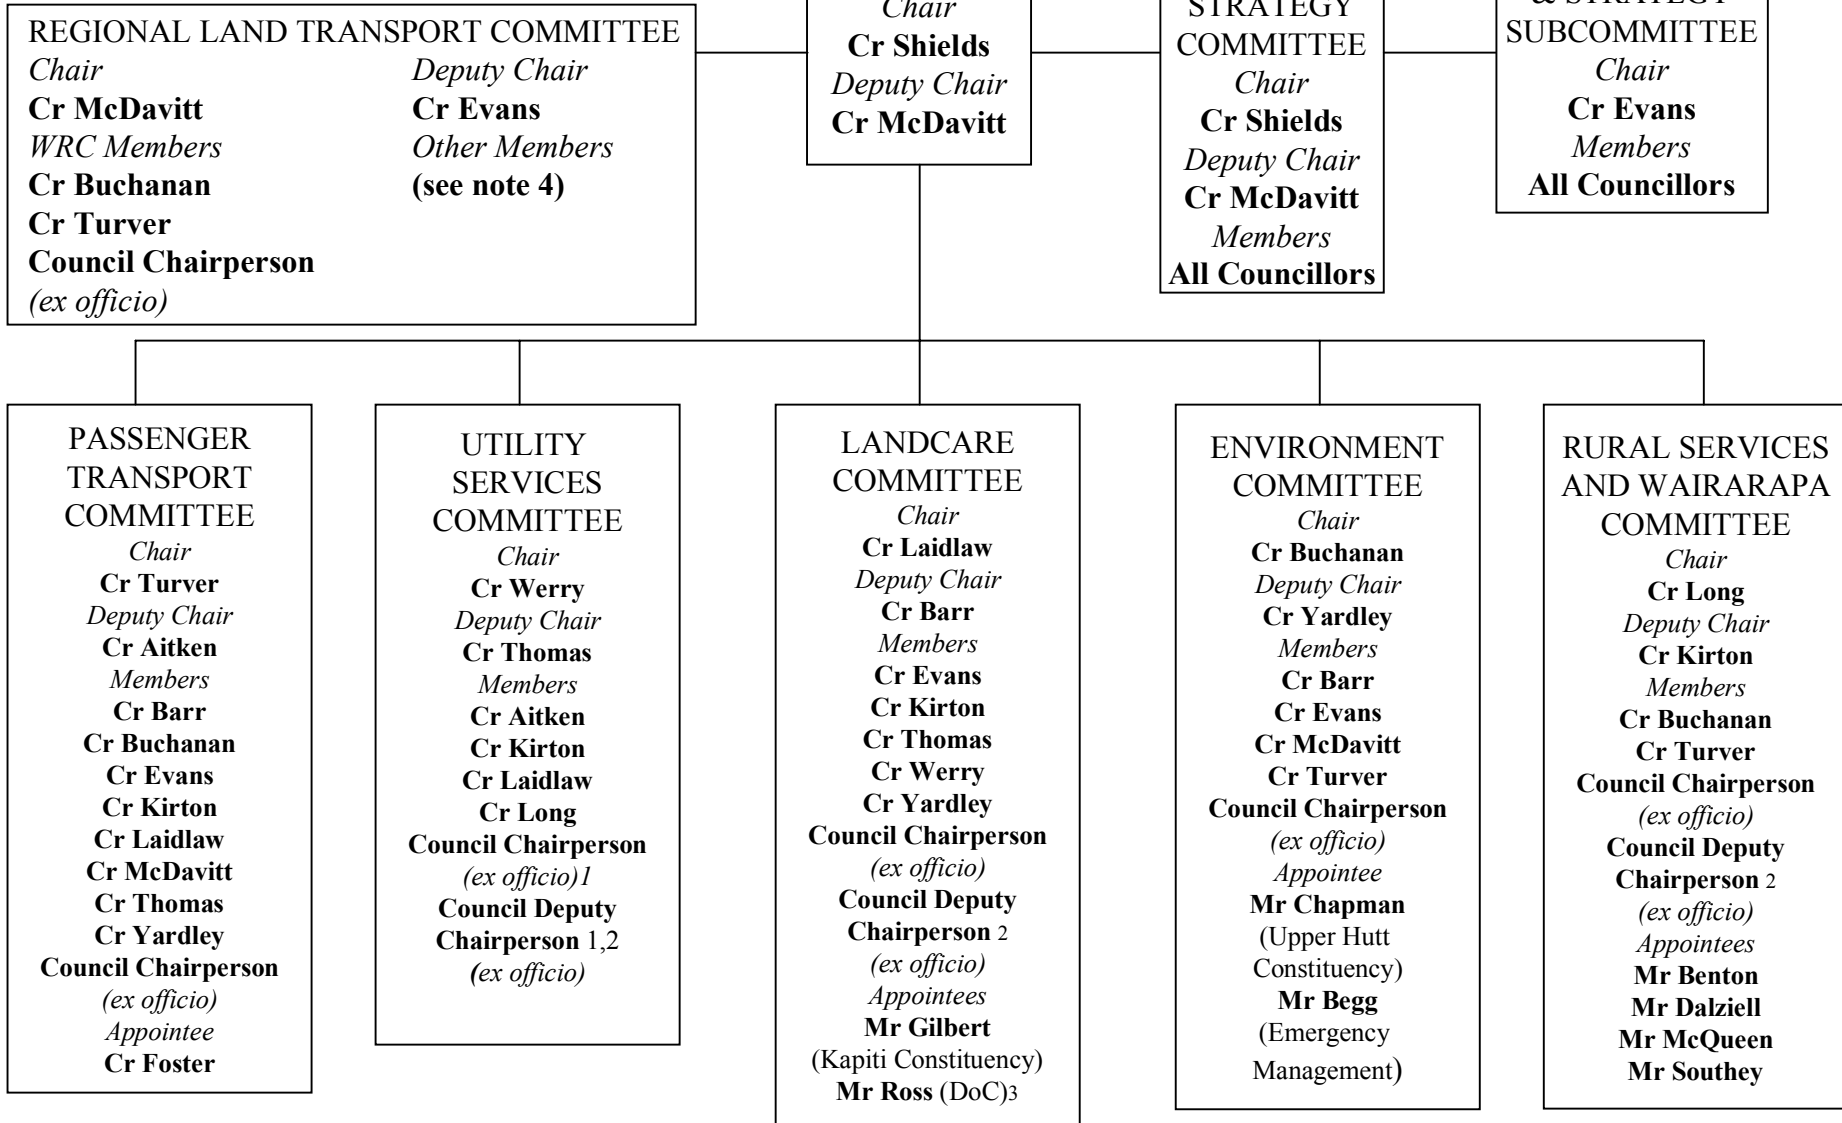 REGIONAL LAND TRANSPORT COMMITTEE
Chair
Deputy Chair
Cr McDavitt
Cr Evans
WRC Members
Other Members
Cr Buchanan
(see note 4)
Cr Turver
Council Chairperson
(ex officio)
Chair
Cr Shields
Deputy Chair
Cr McDavitt
STRATEGY
COMMITTEE
Chair
Cr Shields
Deputy Chair
Cr McDavitt
Members
All Councillors
& STRATEGY
SUBCOMMITTEE
Chair
Cr Evans
Members
All Councillors
PASSENGER
TRANSPORT
COMMITTEE
Chair
Cr Turver
Deputy Chair
Cr Aitken
Members
Cr Barr
Cr Buchanan
Cr Evans
Cr Kirton
Cr Laidlaw
Cr McDavitt
Cr Thomas
Cr Yardley
Council Chairperson
(ex officio)
Appointee
Cr Foster
UTILITY
SERVICES
COMMITTEE
Chair
Cr Werry
Deputy Chair
Cr Thomas
Members
Cr Aitken
Cr Kirton
Cr Laidlaw
Cr Long
Council Chairperson
(ex officio)1
Council Deputy
Chairperson 1,2
(ex officio)
LANDCARE
COMMITTEE
Chair
Cr Laidlaw
Deputy Chair
Cr Barr
Members
Cr Evans
Cr Kirton
Cr Thomas
Cr Werry
Cr Yardley
Council Chairperson
(ex officio)
Council Deputy
Chairperson 2
(ex officio)
Appointees
Mr Gilbert
(Kapiti Constituency)
Mr Ross (DoC)3
ENVIRONMENT
COMMITTEE
Chair
Cr Buchanan
Deputy Chair
Cr Yardley
Members
Cr Barr
Cr Evans
Cr McDavitt
Cr Turver
Council Chairperson
(ex officio)
Appointee
Mr Chapman
(Upper Hutt
Constituency)
Mr Begg
(Emergency
Management)
RURAL SERVICES
AND WAIRARAPA
COMMITTEE
Chair
Cr Long
Deputy Chair
Cr Kirton
Members
Cr Buchanan
Cr Turver
Council Chairperson
(ex officio)
Council Deputy
Chairperson 2
(ex officio)
Appointees
Mr Benton
Mr Dalziell
Mr McQueen
Mr Southey